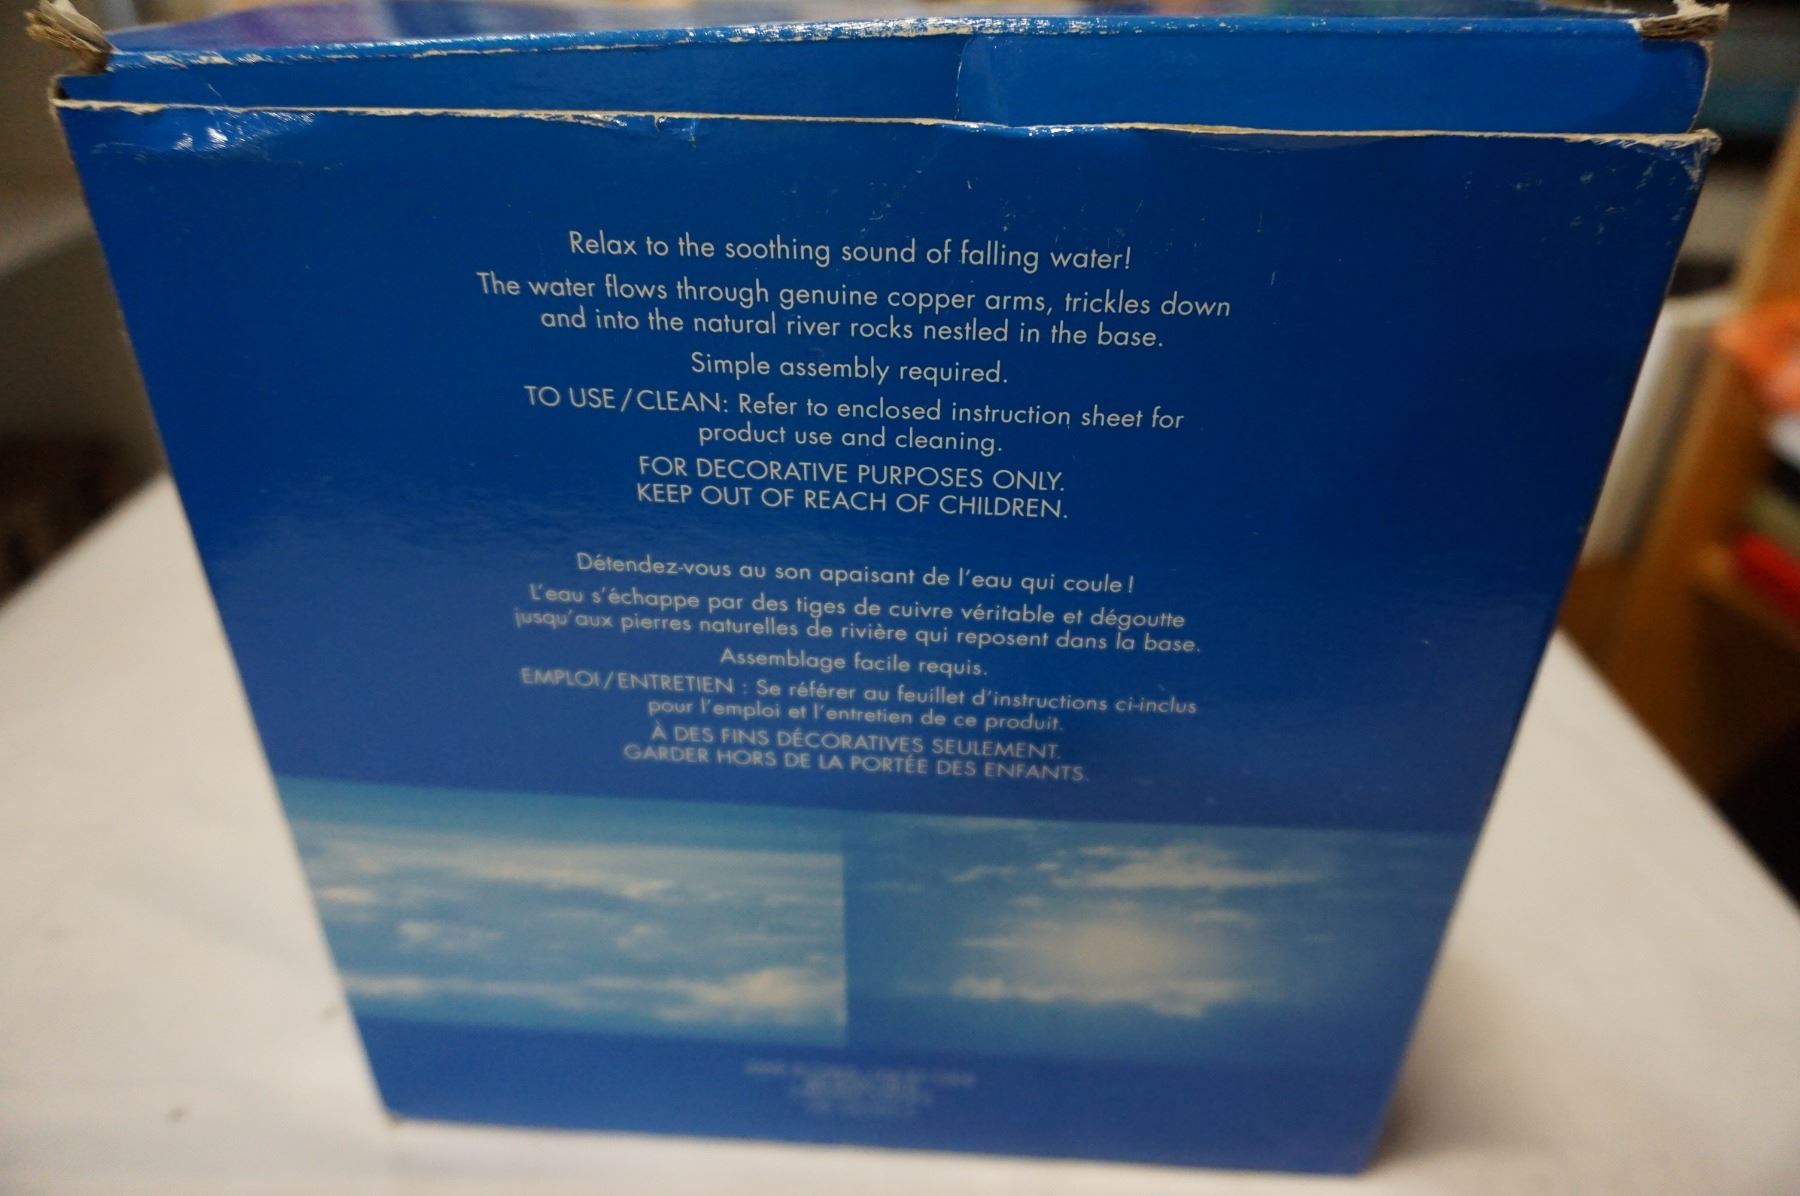 Relax to the soothing sound of falling water!
The water flows through genuine copper arms, trickles down
and into the natural river rocks nestled in the base.
Simple assembly required.
TO USE / CLEAN: Refer to enclosed instruction sheet for
product use and cleaning.
FOR DECORATIVE PURPOSES ONLY.
KEEP OUT OF REACH OF CHILDREN.
Détendez-vous au son apaisant de l'eau qui coule !
L'eau s'échappe par des tiges de cuivre véritable et dégoutte
jusqu'aux pierres naturelles de rivière qui reposent dans la base.
Assemblage facile requis.
EMPLOI / ENTRETIEN : Se référer au feuillet d'instructions ci-inclus
pour l'emploi et l'entretien de ce produit.
À DES FINS DÉCORATIVES SEULEMENT.
GARDER HORS DE LA PORTÉE DES ENFANTS.